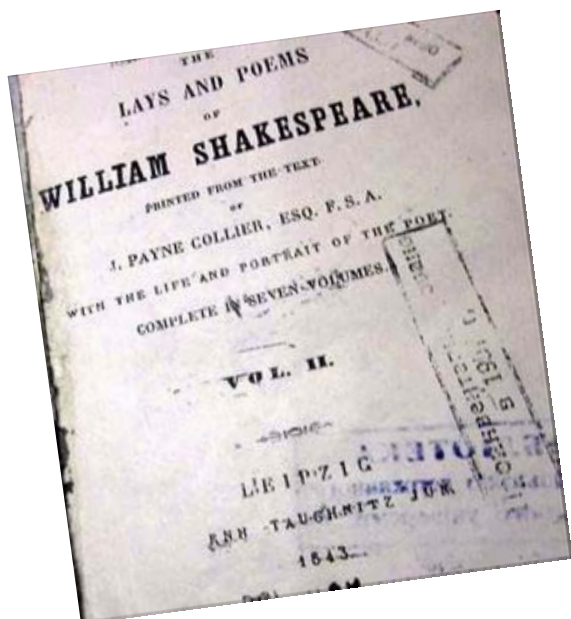 THE
LAYS AND POEMS
OF
WILLIAM SHAKESPEARE,
PRINTED FROM THE TEXT
OF
J. PAYNE COLLIER, ESQ. F. S. A.
WITH THE LIFE AND PORTRAIT OF THE POET.
COMPLETE IN SEVEN VOLUMES.
VOL. II.
LEIPZIG
TAUCHNITZ JUN
1843.